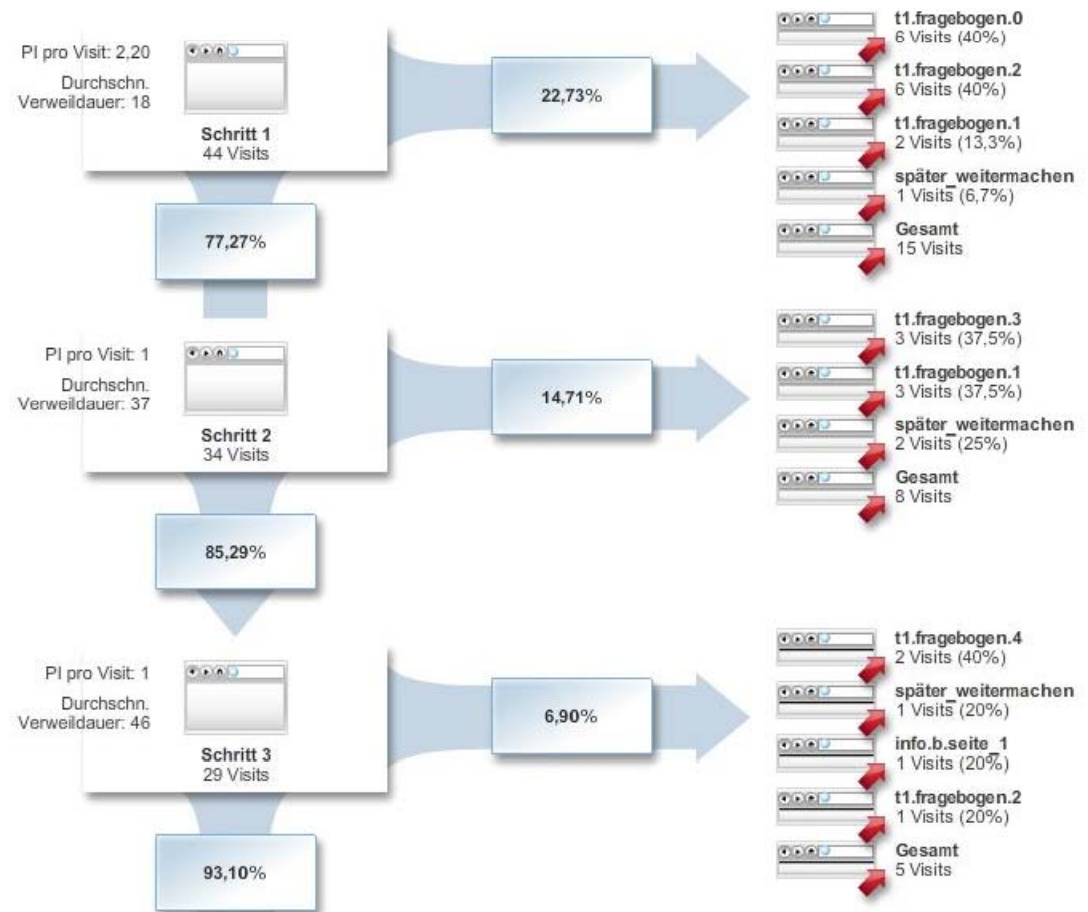 PI pro Visit: 2,20
Durchschn.
Verweildauer: 18
Schritt 1
44 Visits
22,73%
t1.fragebogen.0
6 Visits (40%)
t1.fragebogen.2
6 Visits (40%)
t1.fragebogen.1
2 Visits (13,3%)
später_weitermachen
1 Visits (6,7%)
Gesamt
15 Visits
77,27%
PI pro Visit: 1
Durchschn.
Verweildauer: 37
Schritt 2
34 Visits
14,71%
t1.fragebogen.3
3 Visits (37,5%)
t1.fragebogen.1
3 Visits (37,5%)
später_weitermachen
2 Visits (25%)
Gesamt
8 Visits
85,29%
PI pro Visit: 1
Durchschn.
Verweildauer: 46
Schritt 3
29 Visits
6,90%
t1.fragebogen.4
2 Visits (40%)
später_weitermachen
1 Visits (20%)
info.b.seite_1
1 Visits (20%)
t1.fragebogen.2
1 Visits (20%)
Gesamt
5 Visits
93,10%